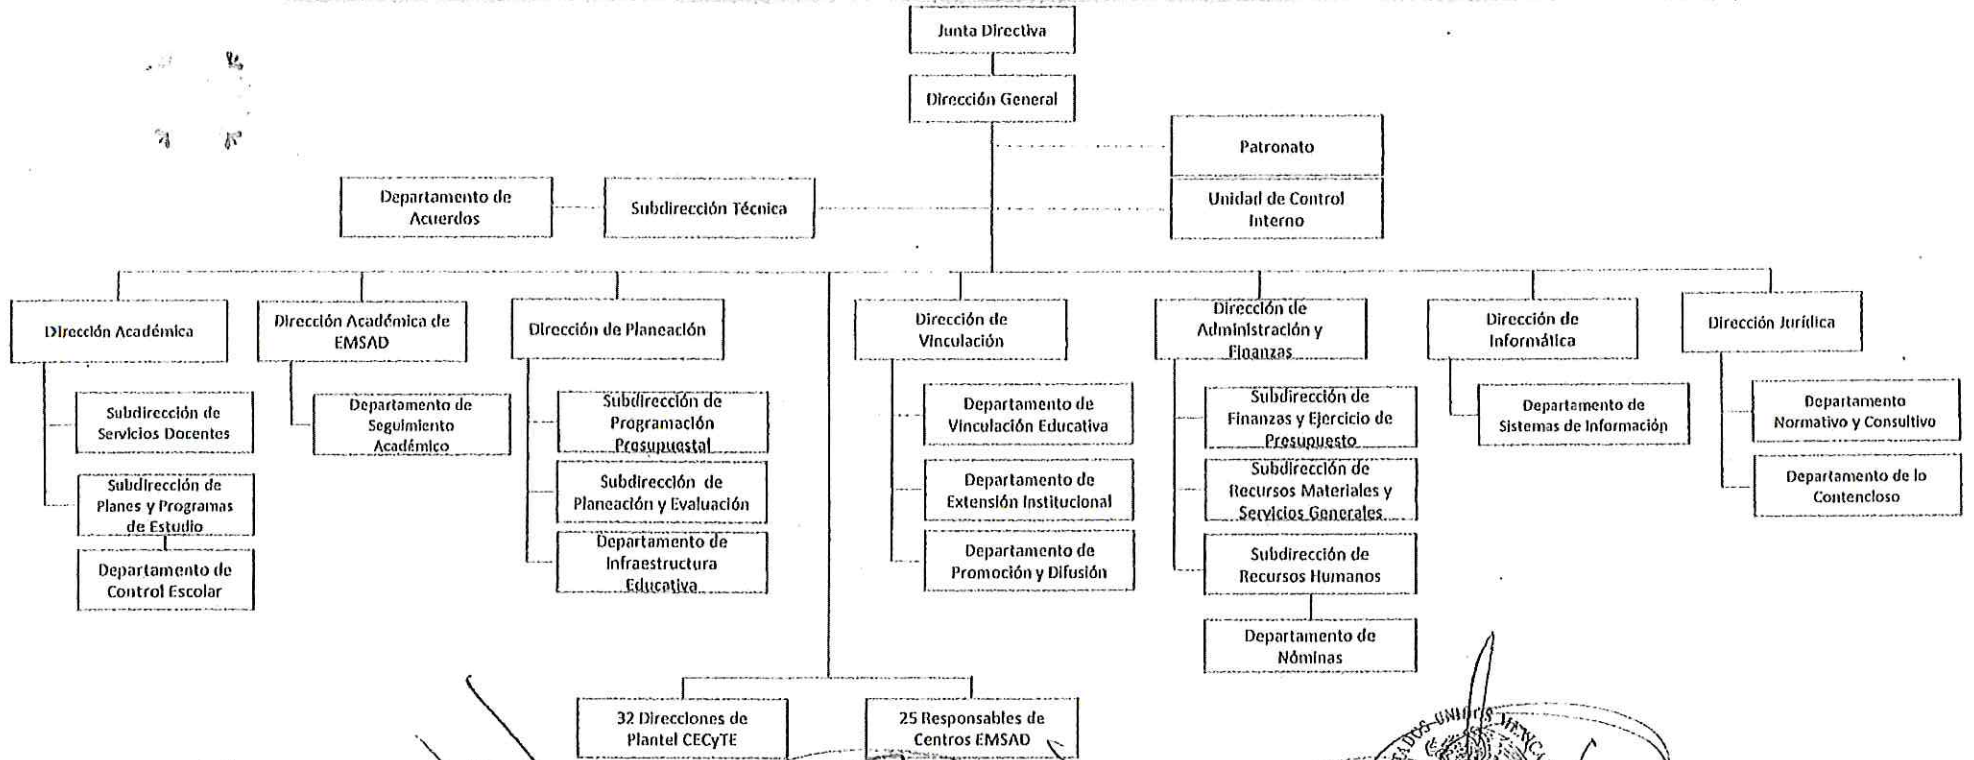 Junta Directiva
Dirección General
Patronato
Departamento de
Acuerdos
Subdirección Técnica
Unidad de Control
Interno
Dirección Académica
Dirección Académica de
EMSAD
Dirección de Planeación
Dirección de
Vinculación
Dirección de
Administración y
Finanzas
Dirección de
Informática
Dirección Jurídica
Subdirección de
Servicios Docentes
Subdirección de
Planes y Programas
de Estudio
Departamento de
Control Escolar
Departamento de
Seguimiento
Académico
Subdirección de
Programación
Presupuestal
Subdirección de
Planeación y Evaluación
Departamento de
Infraestructura
Educativa
Departamento de
Vinculación Educativa
Departamento de
Extensión Institucional
Departamento de
Promoción y Difusión
Subdirección de
Finanzas y Ejercicio de
Presupuesto
Subdirección de
Recursos Materiales y
Servicios Generales
Subdirección de
Recursos Humanos
Departamento de
Nóminas
Departamento de
Sistemas de Información
Departamento
Normativo y Consultivo
Departamento de lo
Contencioso
32 Direcciones de
Plantel CECyTE
25 Responsables de
Centros EMSAD